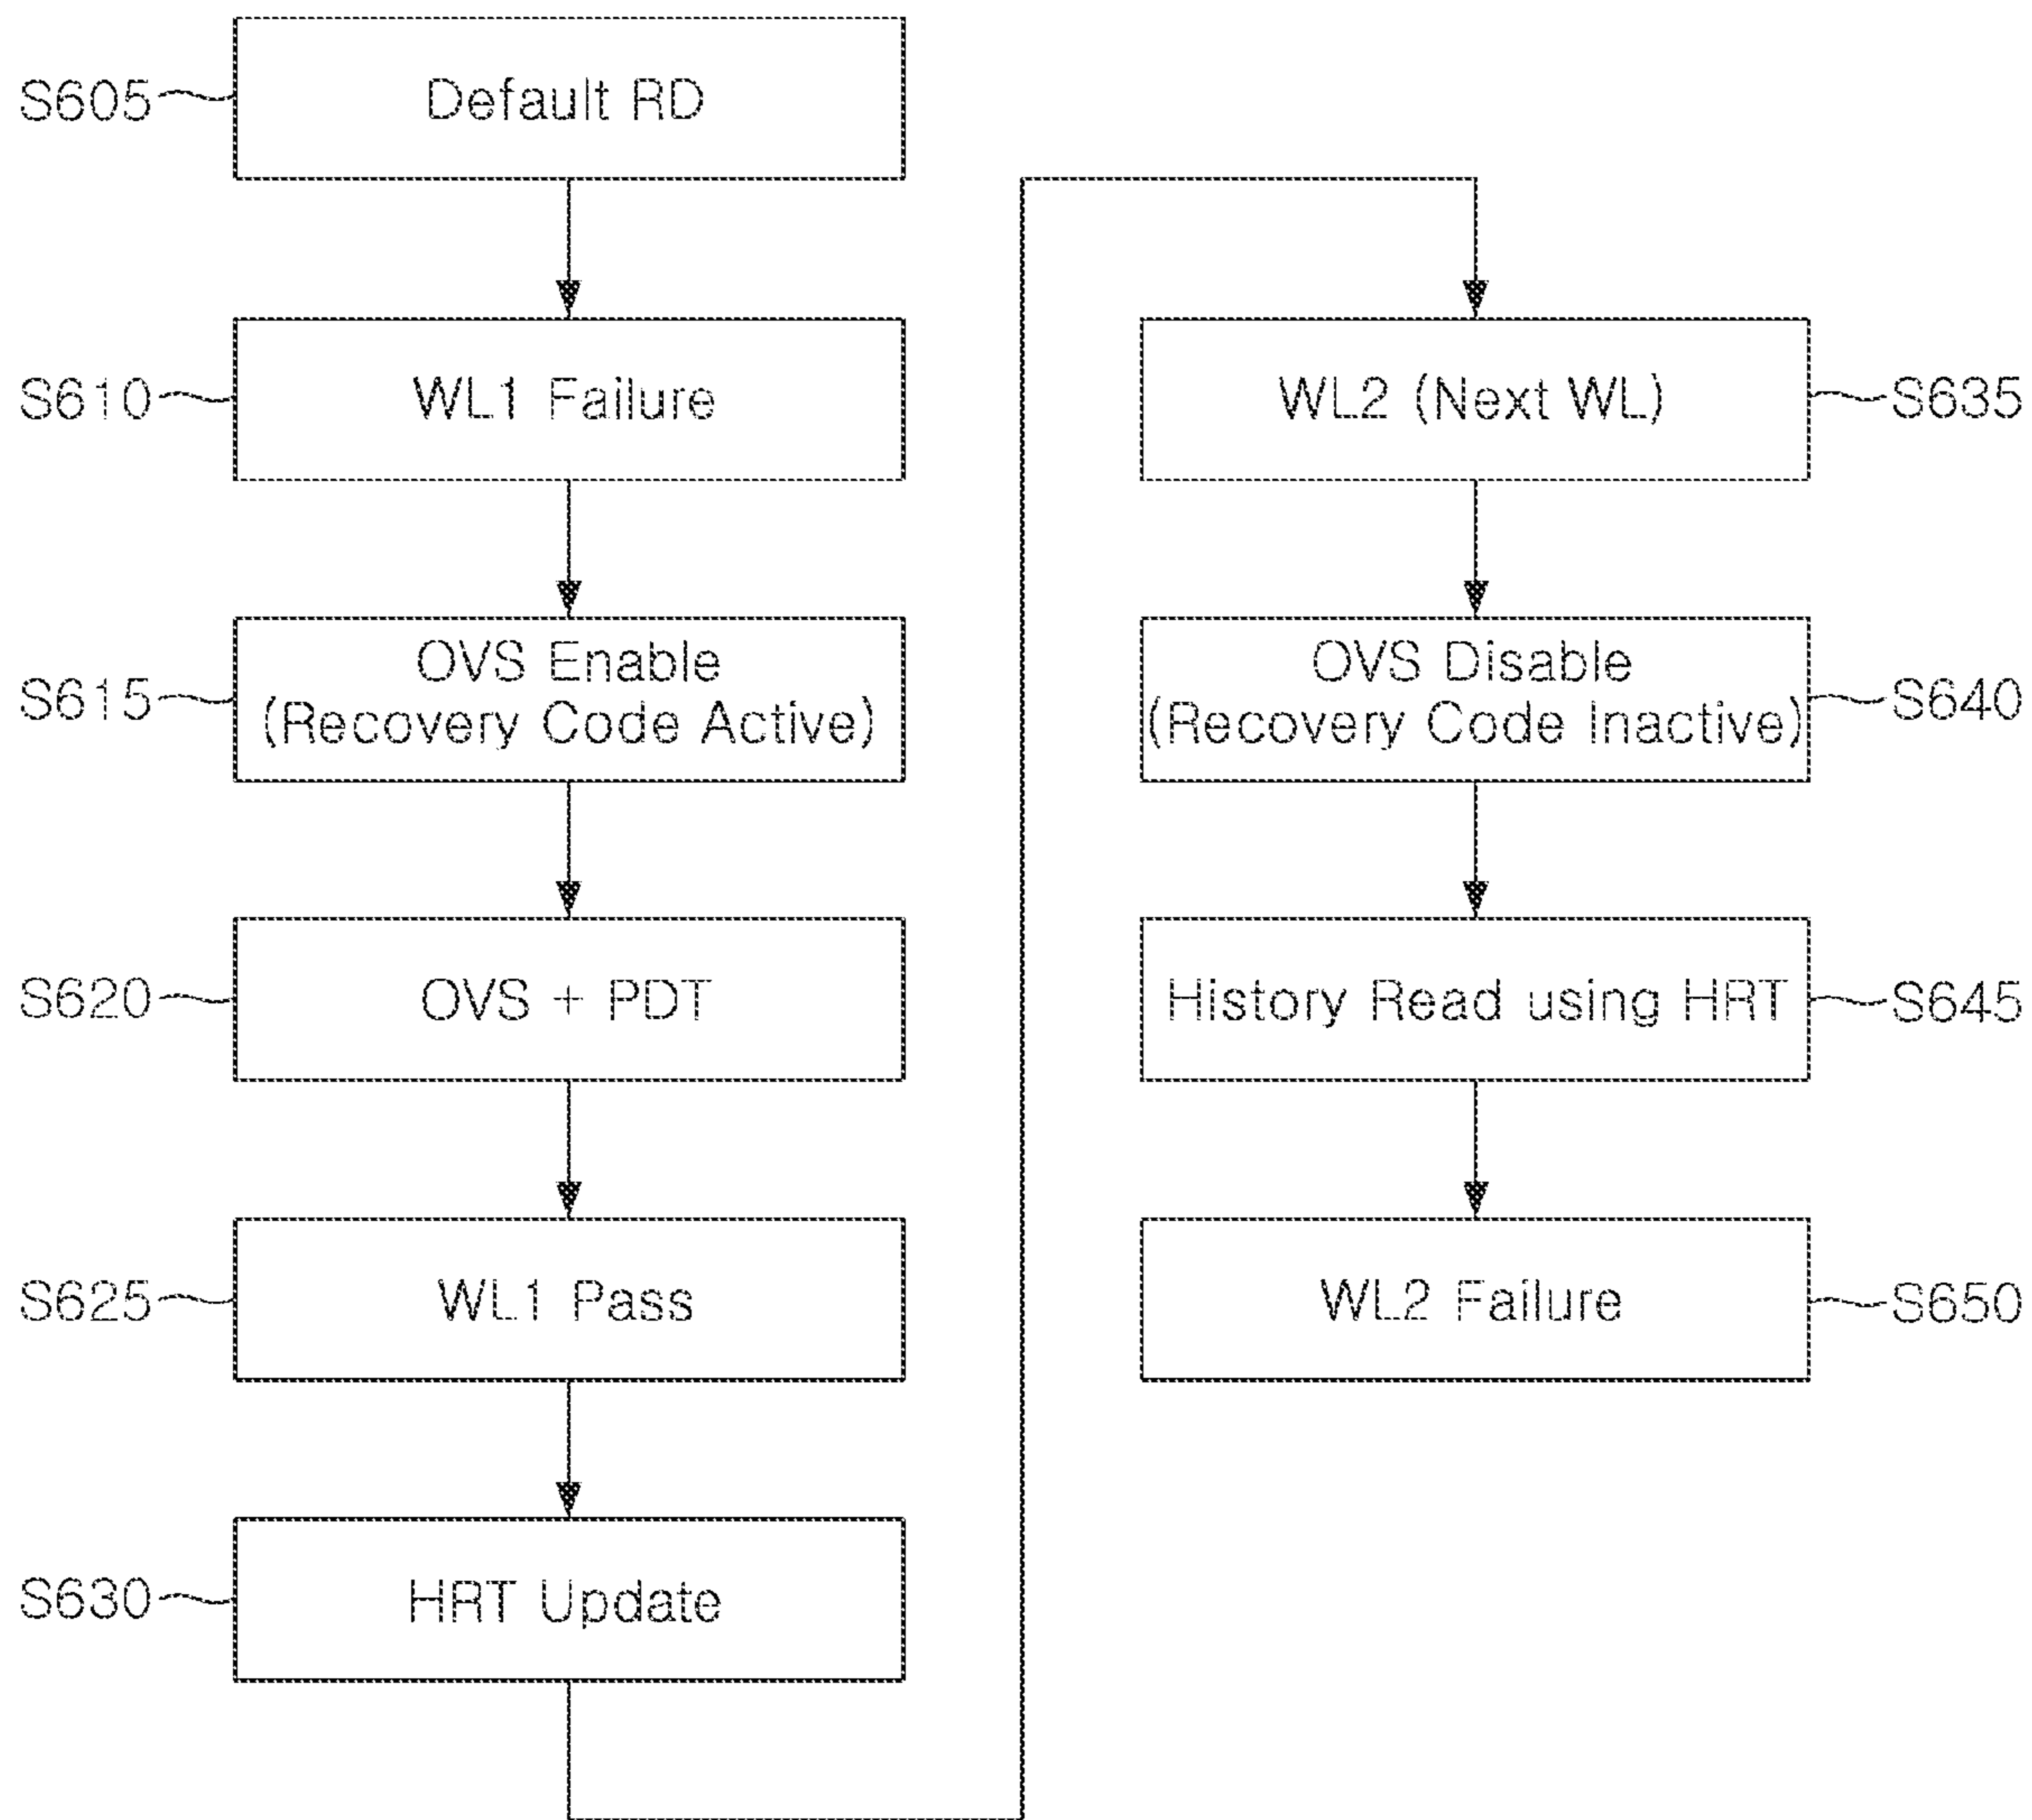 S605
Default RD
S610
WL1 Failure
S615
OVS Enable
(Recovery Code Active)
S620
OVS + PDT
S625
WL1 Pass
S630
HRT Update
WL2 (Next WL)
S635
OVS Disable
(Recovery Code Inactive)
S640
History Read using HRT
S645
WL2 Failure
S650